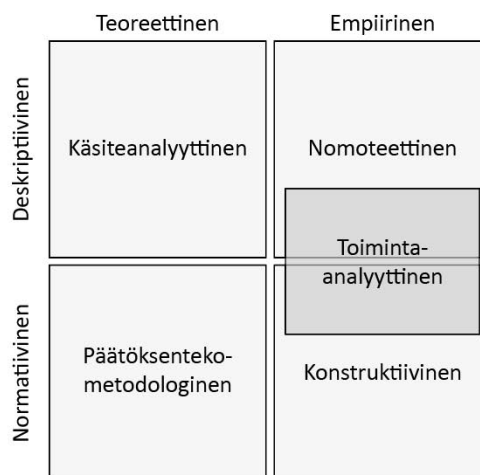 Teoreettinen
Empiirinen
Deskriptiivinen
Käsiteanalyyttinen
Nomoteettinen
Toiminta-
analyyttinen
Normatiivinen
Päätöksenteko-
metodologinen
Konstruktiivinen